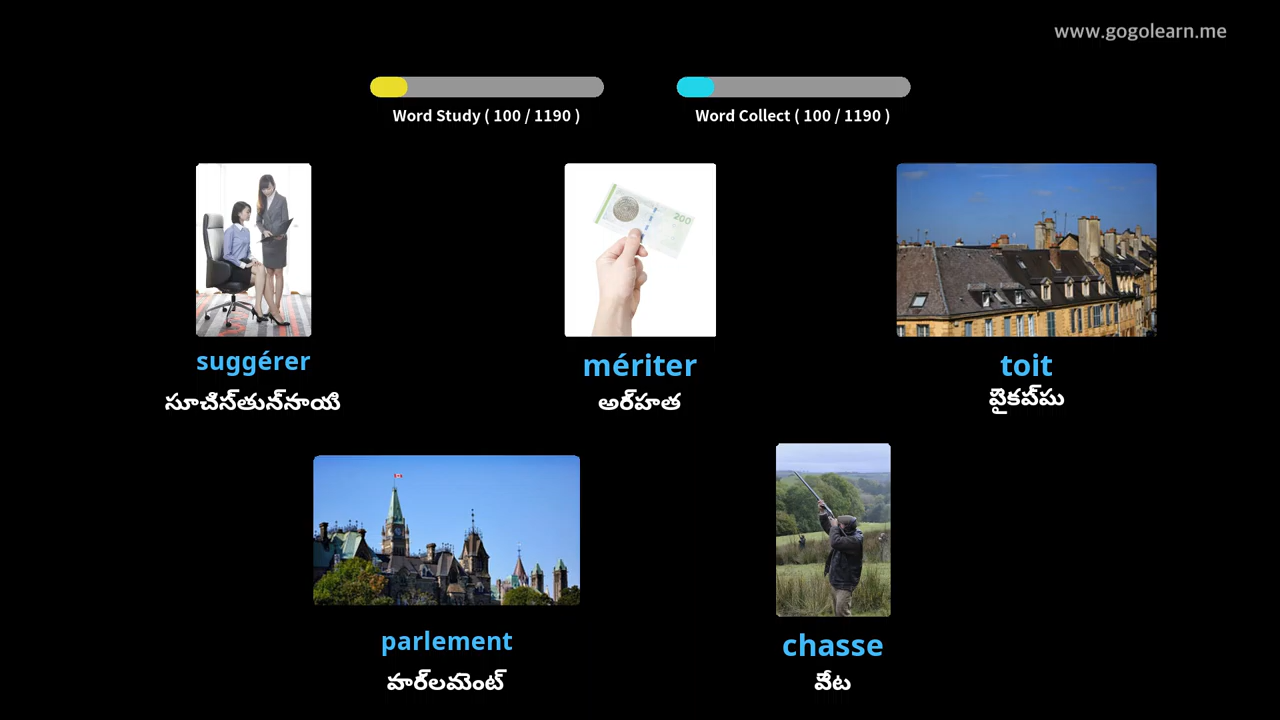 www.gogolearn.me
Word Study ( 100 / 1190 )
Word Collect ( 100 / 1190 )
suggérer
సూచిన్‌తున్‌నాయి
mériter
అర్‌హత
toit
పైకప్‌పు
parlement
పార్‌లమెంట్
chasse
వేట